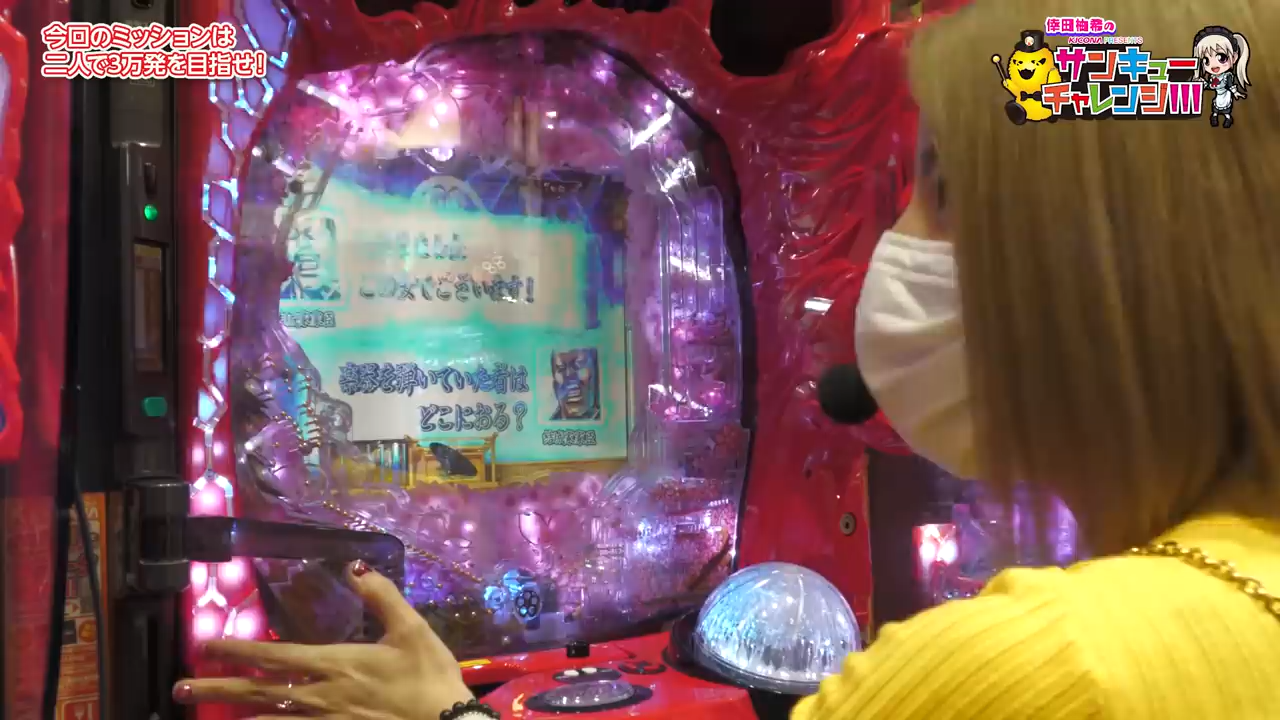 今回のミッションは
二人で3万発を目指せ!
倖田柚希の
KICONA PRESENTS
サンキュー
チャレンジ!!!
この女でございます!
楽器を弾いていた者は
どこにおる?